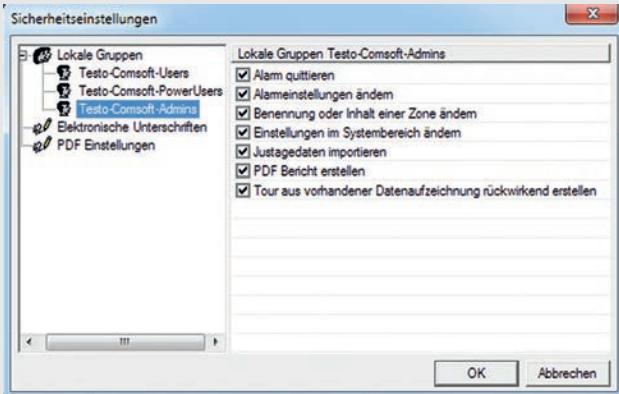 Sicherheitseinstellungen
Lokale Gruppen
Testo-Comsoft-Users
Testo-Comsoft-PowerUsers
Testo-Comsoft-Admins
Elektronische Unterschriften
PDF Einstellungen
Lokale Gruppen Testo-Comsoft-Admins
Alarm quittieren
Alarmeinstellungen ändern
Benennung oder Inhalt einer Zone ändern
Einstellungen im Systembereich ändern
Justagedaten importieren
PDF Bericht erstellen
Tour aus vorhandener Datenaufzeichnung rückwirkend erstellen
OK
Abbrechen